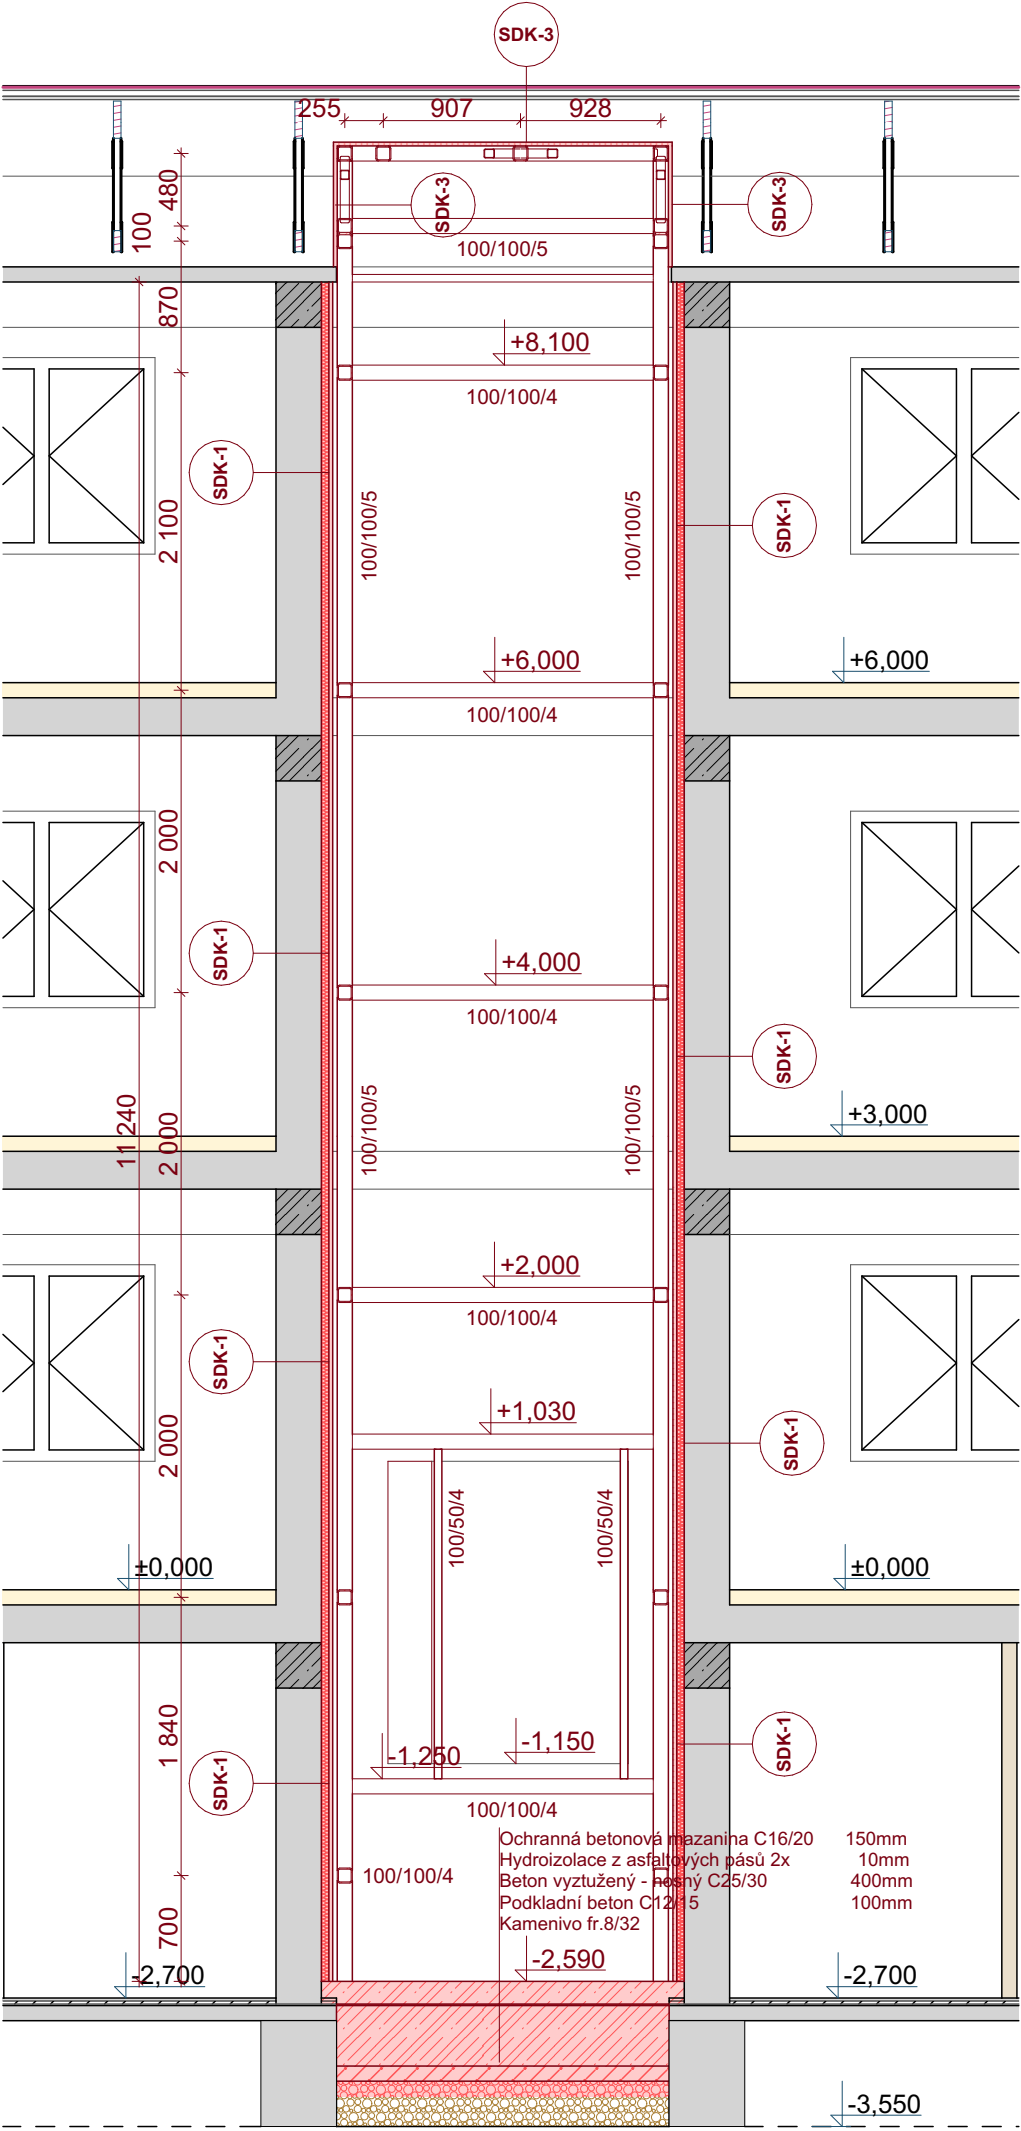 SDK-3
255 907 928
480
100
SDK-3
SDK-3
100/100/5
870
+8,100
100/100/4
SDK-1
2 100
100/100/5
100/100/5
SDK-1
+6,000
+6,000
100/100/4
2 000
SDK-1
+4,000
100/100/4
SDK-1
11 240
2 000
100/100/5
100/100/5
+3,000
+2,000
100/100/4
SDK-1
+1,030
2 000
SDK-1
100/50/4
100/50/4
±0,000
±0,000
1 840
-1,250
-1,150
SDK-1
SDK-1
100/100/4
Ochranná betonová mazanina C16/20 150mm
Hydroizolace z asfaltových pásů 2x 10mm
Beton vyztužený - nosný C25/30 400mm
Podkladní beton C12/15 100mm
Kamenivo fr.8/32
100/100/4
700
-2,700
-2,590
-2,700
-3,550